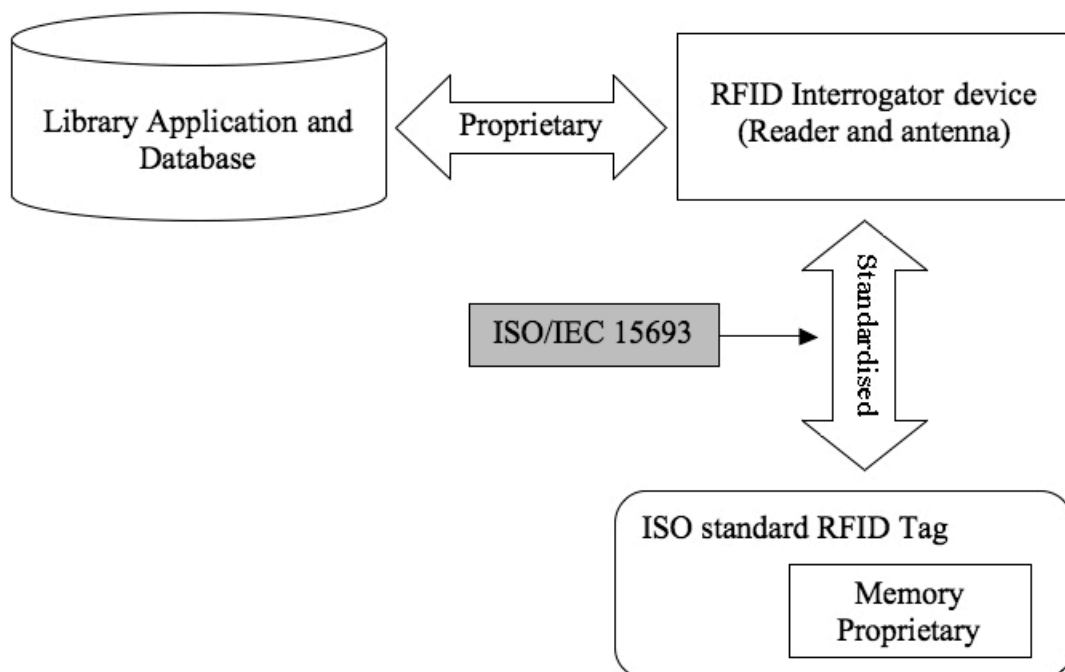 Library Application and
Database
Proprietary
RFID Interrogator device
(Reader and antenna)
Standardised
ISO/IEC 15693
ISO standard RFID Tag
Memory
Proprietary